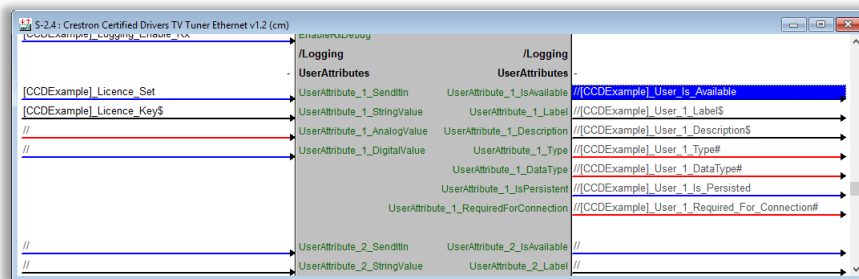 S-2.4 : Crestron Certified Drivers TV Tuner Ethernet v1.2 (cm)
[CCDExample]_Logging_Enable_Rx EnableRxDebug
/Logging /Logging
- UserAttributes UserAttributes -
[CCDExample]_Licence_Set UserAttribute_1_SendItIn UserAttribute_1_IsAvailable //[CCDExample]_User_Is_Available
[CCDExample]_Licence_Key$ UserAttribute_1_StringValue UserAttribute_1_Label //[CCDExample]_User_1_Label$
// UserAttribute_1_AnalogValue UserAttribute_1_Description //[CCDExample]_User_1_Description$
// UserAttribute_1_DigitalValue UserAttribute_1_Type //[CCDExample]_User_1_Type#
UserAttribute_1_DataType //[CCDExample]_User_1_DataType#
UserAttribute_1_IsPersistent //[CCDExample]_User_1_Is_Persisted
UserAttribute_1_RequiredForConnection //[CCDExample]_User_1_Required_For_Connection#
// UserAttribute_2_SendItIn UserAttribute_2_IsAvailable //
// UserAttribute_2_StringValue UserAttribute_2_Label //